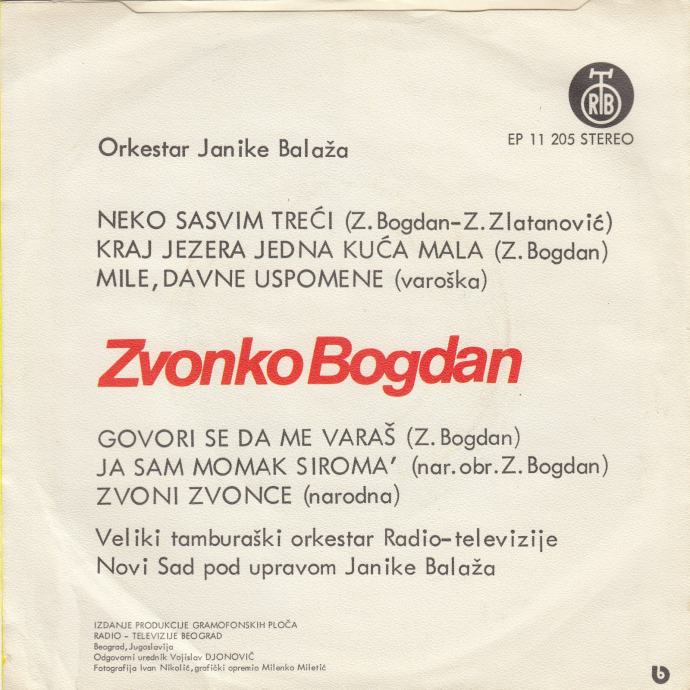 RTB
EP 11 205 STEREO
Orkestar Janike Balaža
NEKO SASVIM TREĆI (Z. Bogdan-Z. Zlatanović)
KRAJ JEZERA JEDNA KUĆA MALA (Z. Bogdan)
MILE, DAVNE USPOMENE (varoška)
Zvonko Bogdan
GOVORI SE DA ME VARAŠ (Z. Bogdan)
JA SAM MOMAK SIROMA’ (nar. obr. Z. Bogdan)
ZVONI ZVONCE (narodna)
Veliki tamburaški orkestar Radio-televizije
Novi Sad pod upravom Janike Balaža
IZDANJE PRODUKCIJE GRAMOFONSKIH PLOČA
RADIO - TELEVIZIJE BEOGRAD
Beograd, Jugoslavija
Odgovorni urednik Vojislav DJONOVIĆ
Fotografija Ivan Nikolić, grafički opremio Milenko Miletić
b